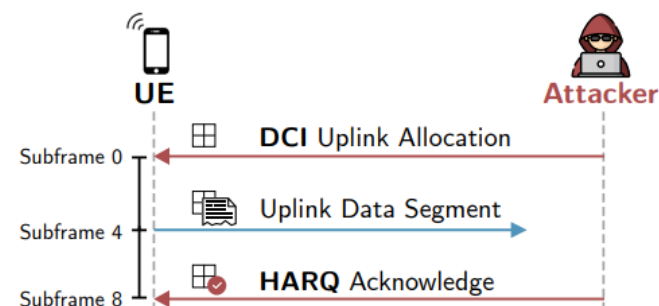 UE
Attacker
DCI Uplink Allocation
Subframe 0
Uplink Data Segment
Subframe 4
HARQ Acknowledge
Subframe 8